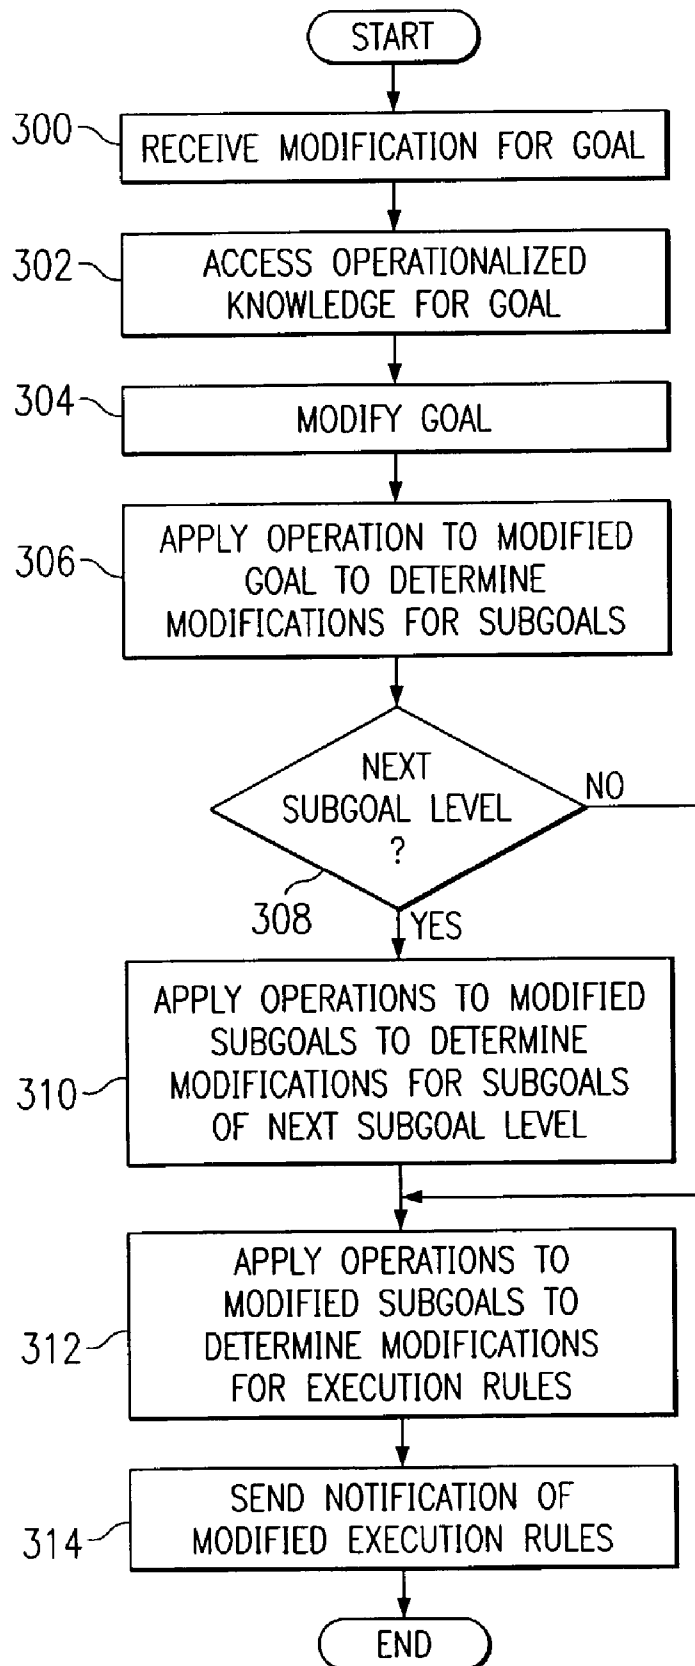 START
300
RECEIVE MODIFICATION FOR GOAL
302
ACCESS OPERATIONALIZED
KNOWLEDGE FOR GOAL
304
MODIFY GOAL
306
APPLY OPERATION TO MODIFIED
GOAL TO DETERMINE
MODIFICATIONS FOR SUBGOALS
NEXT
SUBGOAL LEVEL
?
NO
308
YES
310
APPLY OPERATIONS TO MODIFIED
SUBGOALS TO DETERMINE
MODIFICATIONS FOR SUBGOALS
OF NEXT SUBGOAL LEVEL
312
APPLY OPERATIONS TO
MODIFIED SUBGOALS TO
DETERMINE MODIFICATIONS
FOR EXECUTION RULES
314
SEND NOTIFICATION OF
MODIFIED EXECUTION RULES
END